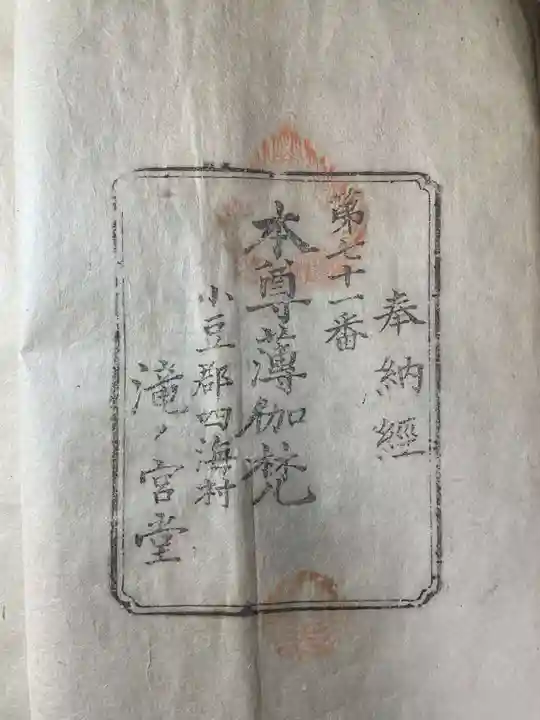 奉納經
第七十一番
本尊薄伽梵
小豆郡四海村
滝ノ宮堂